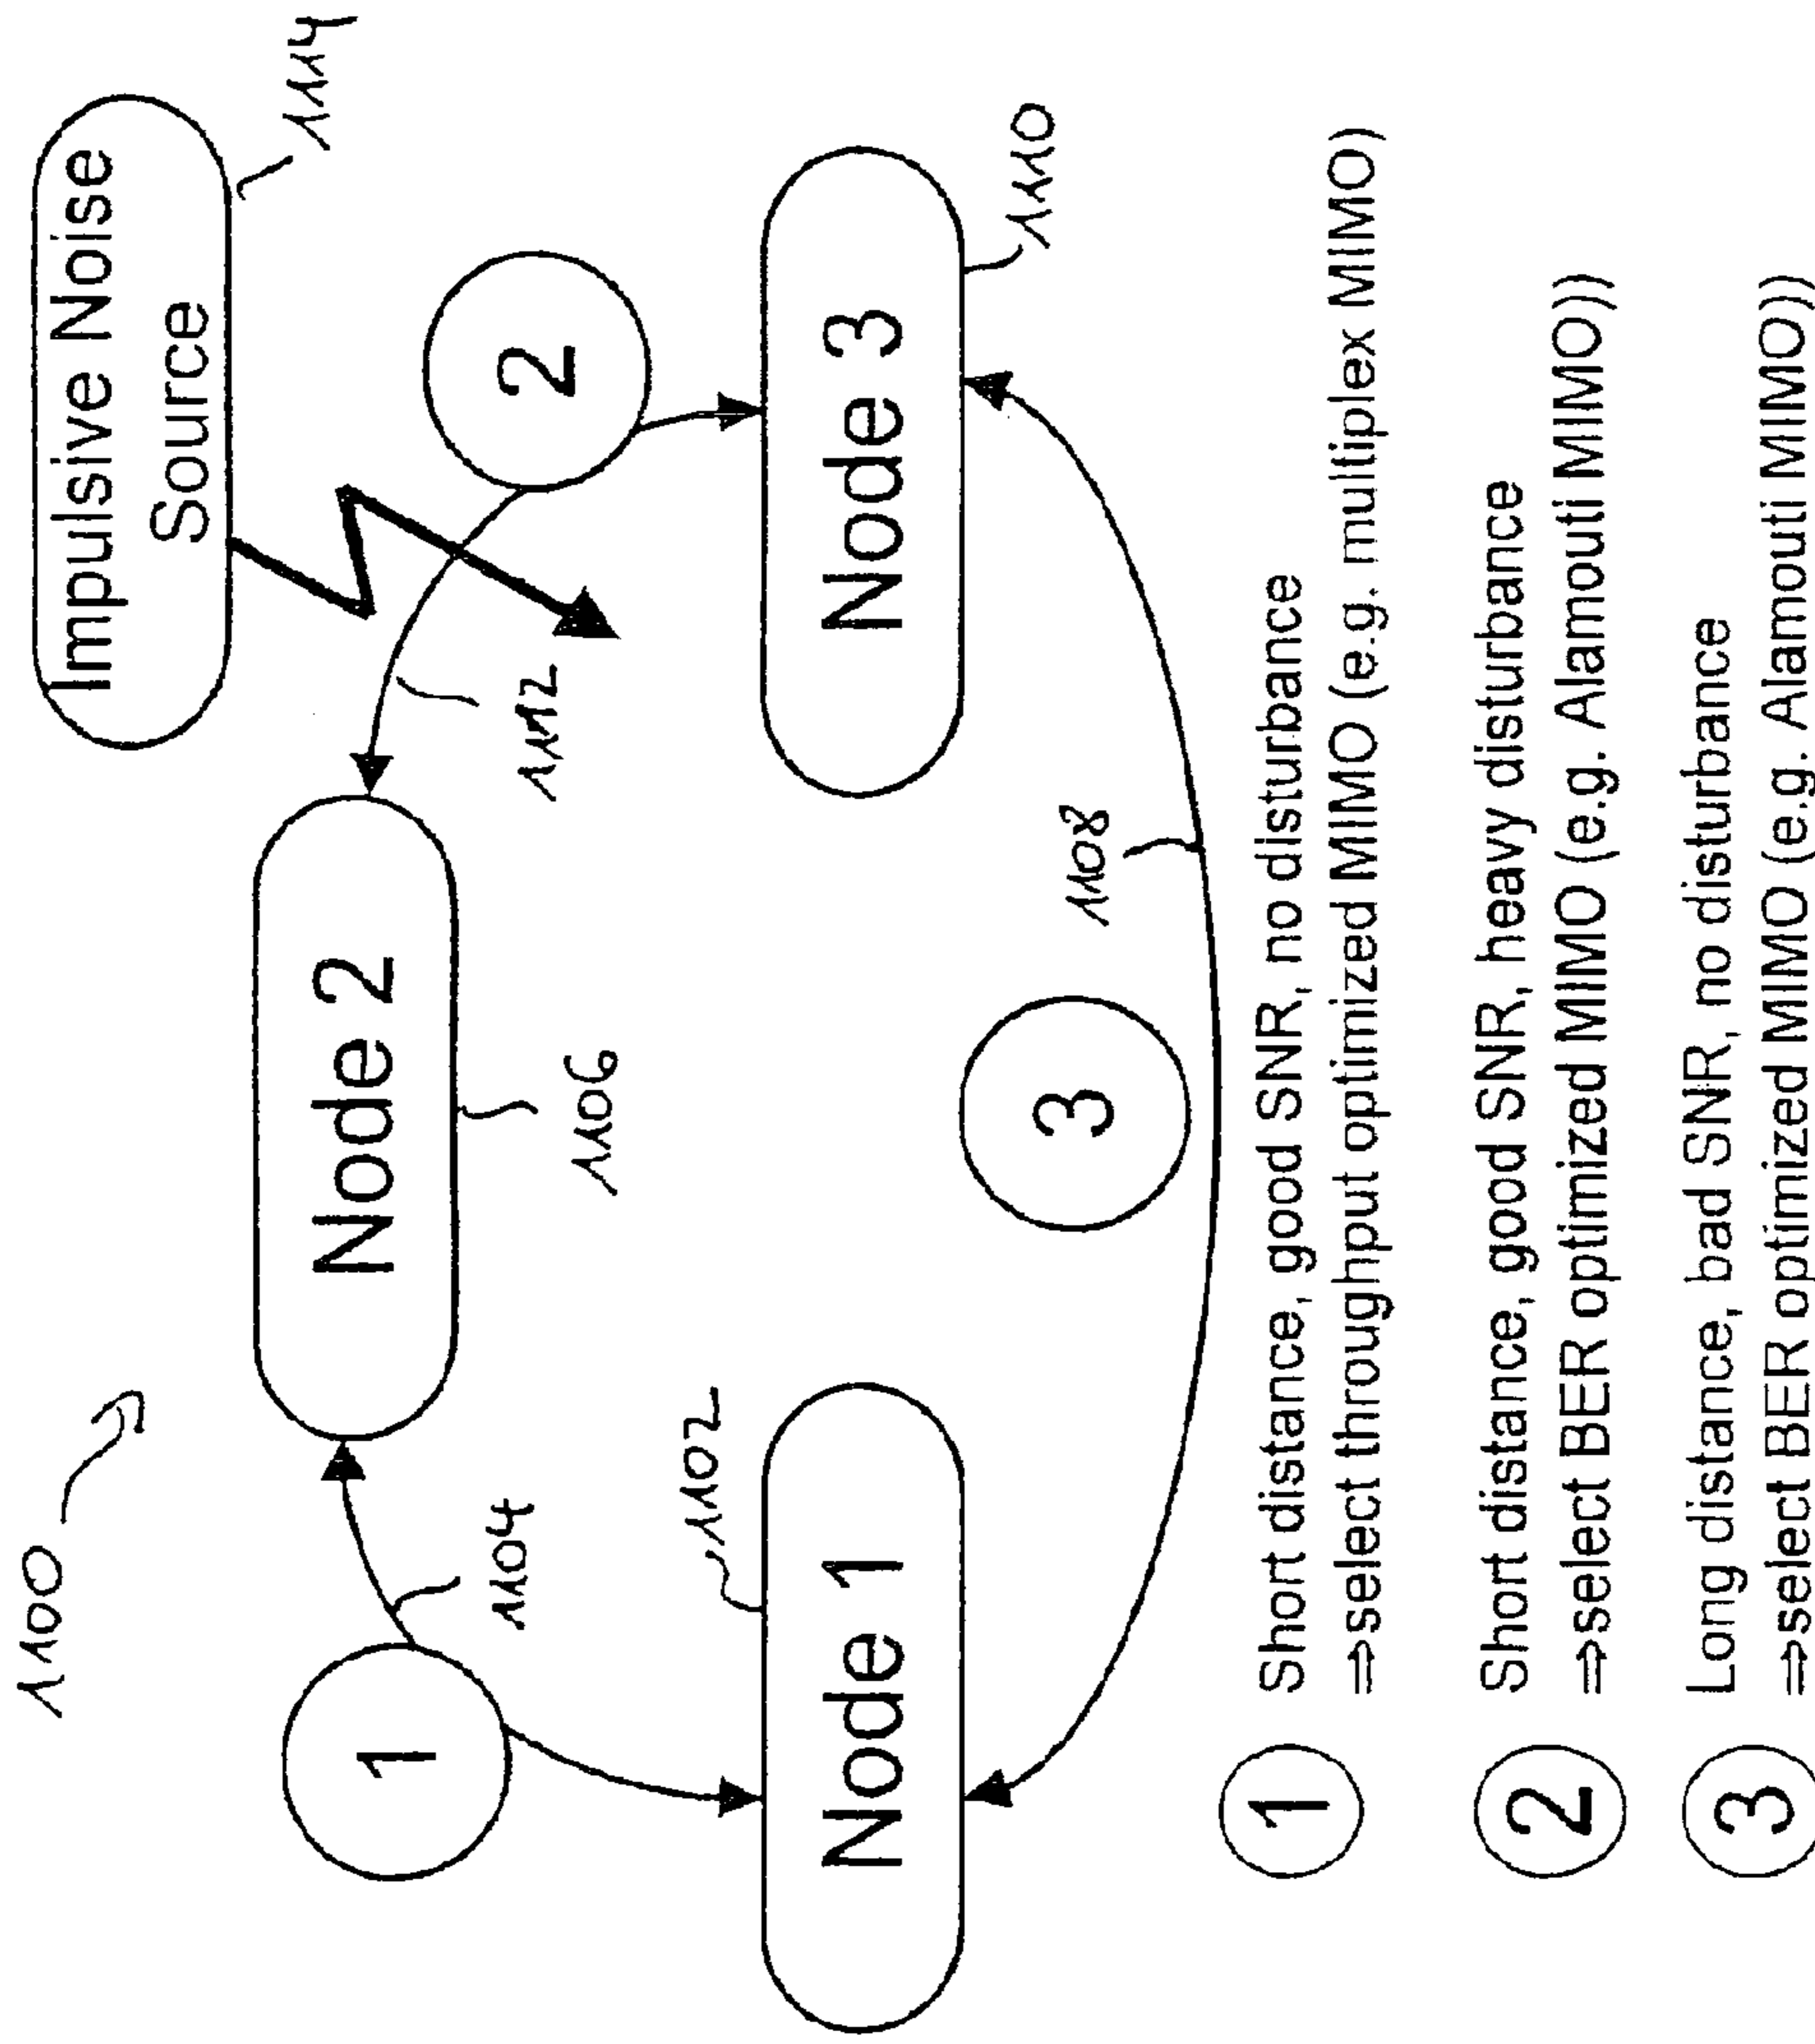 1100
Impulsive Noise
Source
1114
Node 2
1106
1
1104
2
1112
1102
Node 1
Node 3
1110
3
1108
1 Short distance, good SNR, no disturbance
⇒select throughput optimized MIMO (e.g. multiplex MIMO)
2 Short distance, good SNR, heavy disturbance
⇒select BER optimized MIMO (e.g. Alamouti MIMO))
3 Long distance, bad SNR, no disturbance
⇒select BER optimized MIMO (e.g. Alamouti MIMO))